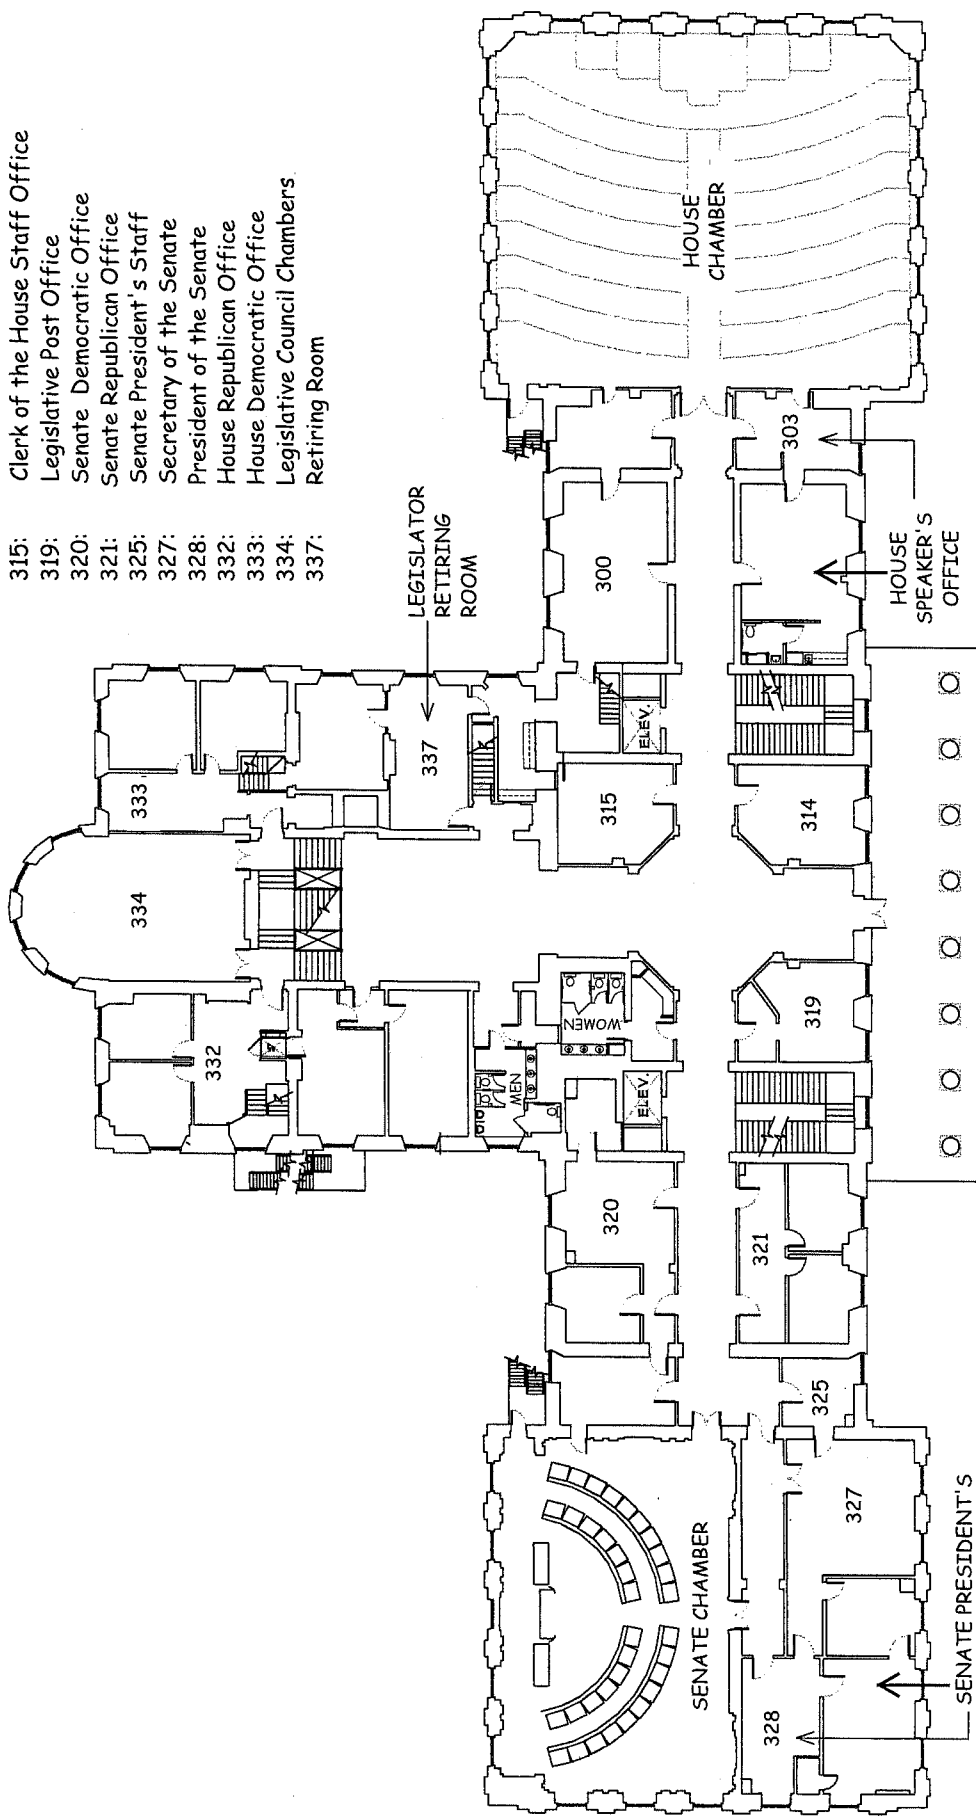 315: Clerk of the House Staff Office
319: Legislative Post Office
320: Senate Democratic Office
321: Senate Republican Office
325: Senate President's Staff
327: Secretary of the Senate
328: President of the Senate
332: House Republican Office
333: House Democratic Office
334: Legislative Council Chambers
337: Retiring Room
334
333
332
337
LEGISLATOR
RETIRING
ROOM
MEN
WOMEN
ELEV.
ELEV.
320
315
300
HOUSE
CHAMBER
SENATE CHAMBER
328
327
325
321
319
314
303
SENATE PRESIDENT'S
HOUSE
SPEAKER'S
OFFICE